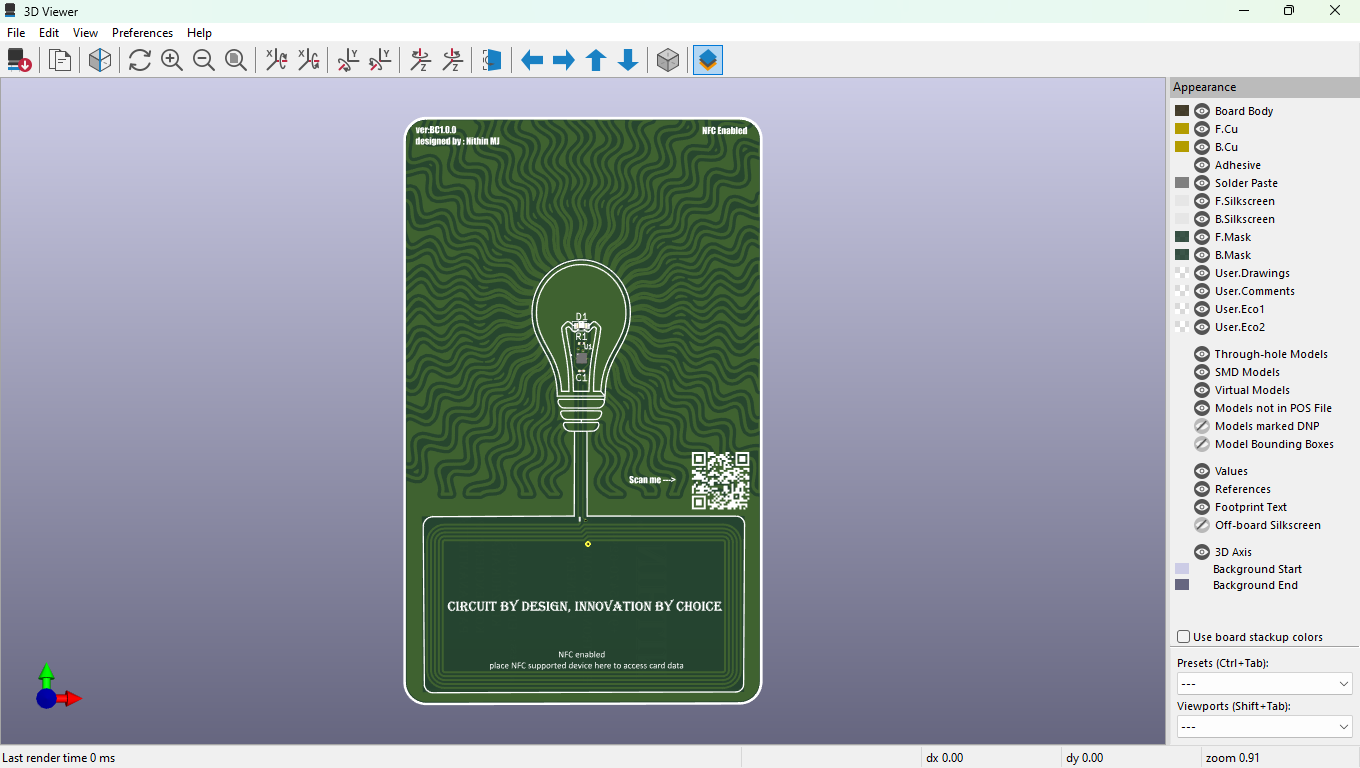 3D Viewer
File Edit View Preferences Help
ver:BC1.0.0
designed by : Nithin MJ
NFC Enabled
D1
R1
U1
C1
Scan me --->
CIRCUIT BY DESIGN, INNOVATION BY CHOICE
NFC enabled
place NFC supported device here to access card data
Appearance
Board Body
F.Cu
B.Cu
Adhesive
Solder Paste
F.Silkscreen
B.Silkscreen
F.Mask
B.Mask
User.Drawings
User.Comments
User.Eco1
User.Eco2
Through-hole Models
SMD Models
Virtual Models
Models not in POS File
Models marked DNP
Model Bounding Boxes
Values
References
Footprint Text
Off-board Silkscreen
3D Axis
Background Start
Background End
Use board stackup colors
Presets (Ctrl+Tab):
---
Viewports (Shift+Tab):
---
Last render time 0 ms
dx 0.00
dy 0.00
zoom 0.91